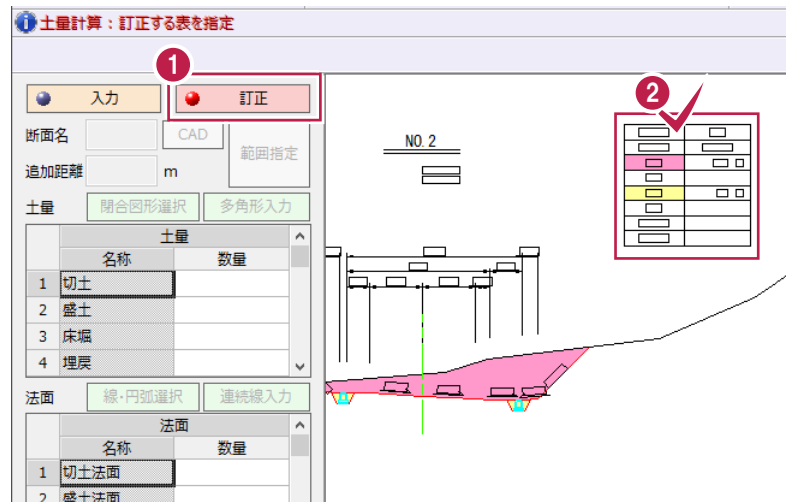 土量計算：訂正する表を指定
1
入力 訂正
2
断面名 CAD
範囲指定
追加距離 m
NO.2
土量 閉合図形選択 多角形入力
土量
名称 数量
1 切土
2 盛土
3 床堀
4 埋戻
法面 線・円弧選択 連続線入力
法面
名称 数量
1 切土法面
2 盛土法面